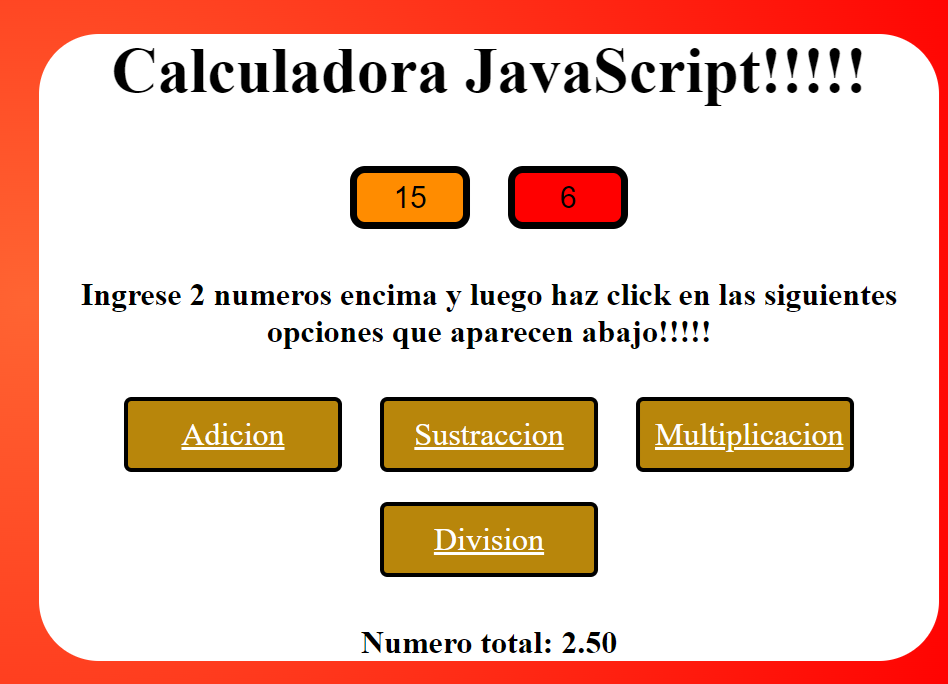 Calculadora JavaScript!!!!!
15
6
Ingrese 2 numeros encima y luego haz click en las siguientes
opciones que aparecen abajo!!!!!
Adicion
Sustraccion
Multiplicacion
Division
Numero total: 2.50